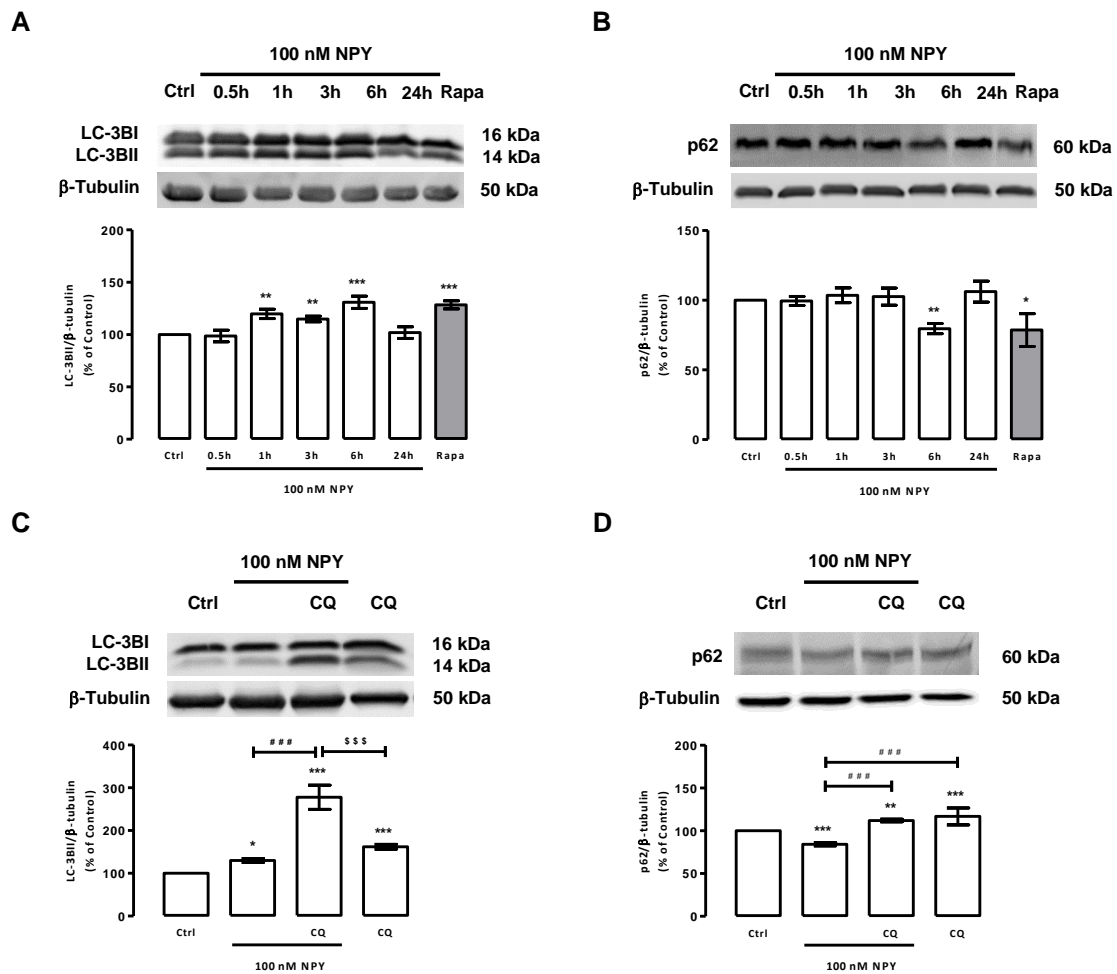 A
100 nM NPY
Ctrl 0.5h 1h 3h 6h 24h Rapa
LC-3BI 16 kDa
LC-3BII 14 kDa
β-Tubulin 50 kDa
LC-3BII/β-tubulin
(% of Control)
200
150
100
50
0
** ** *** ***
Ctrl 0.5h 1h 3h 6h 24h Rapa
100 nM NPY
B
100 nM NPY
Ctrl 0.5h 1h 3h 6h 24h Rapa
p62 60 kDa
β-Tubulin 50 kDa
p62/β-tubulin
(% of Control)
150
100
50
0
** *
Ctrl 0.5h 1h 3h 6h 24h Rapa
100 nM NPY
C
100 nM NPY
Ctrl CQ CQ
LC-3BI 16 kDa
LC-3BII 14 kDa
β-Tubulin 50 kDa
LC-3BII/β-tubulin
(% of Control)
400
300
200
100
0
### $$$
* *** ***
Ctrl CQ CQ
100 nM NPY
D
100 nM NPY
Ctrl CQ CQ
p62 60 kDa
β-Tubulin 50 kDa
p62/β-tubulin
(% of Control)
200
150
100
50
0
###
###
*** ** ***
Ctrl CQ CQ
100 nM NPY